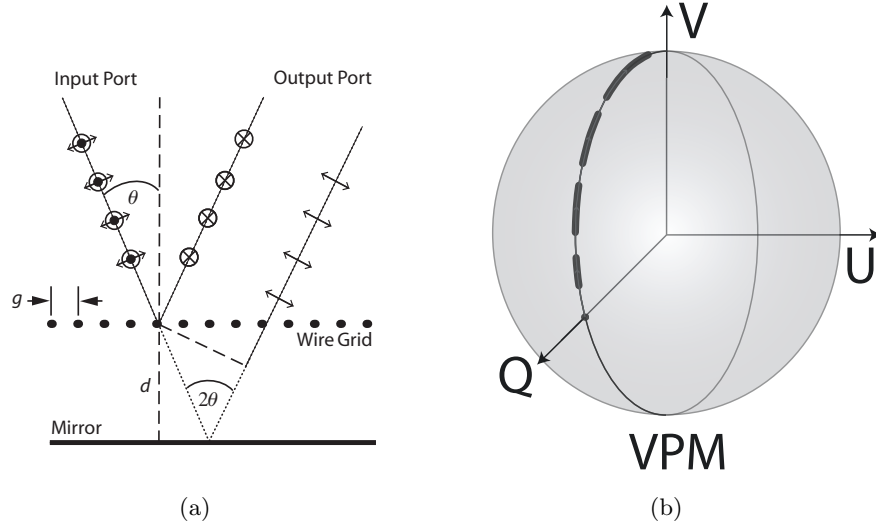 Input Port
Output Port
θ
g
Wire Grid
d
2θ
Mirror
(a)
V
U
Q
VPM
(b)